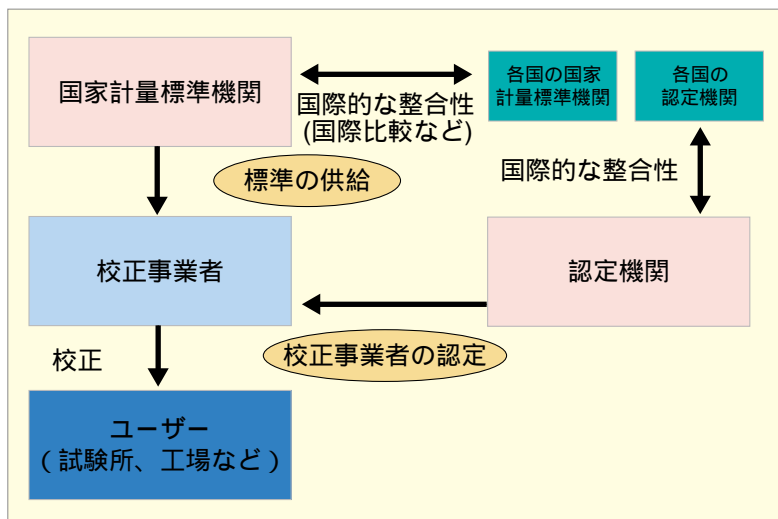 国家計量標準機関
国際的な整合性
(国際比較など)
各国の国家
計量標準機関
各国の
認定機関
標準の供給
国際的な整合性
校正事業者
認定機関
校正事業者の認定
校正
ユーザー
（試験所、工場など）